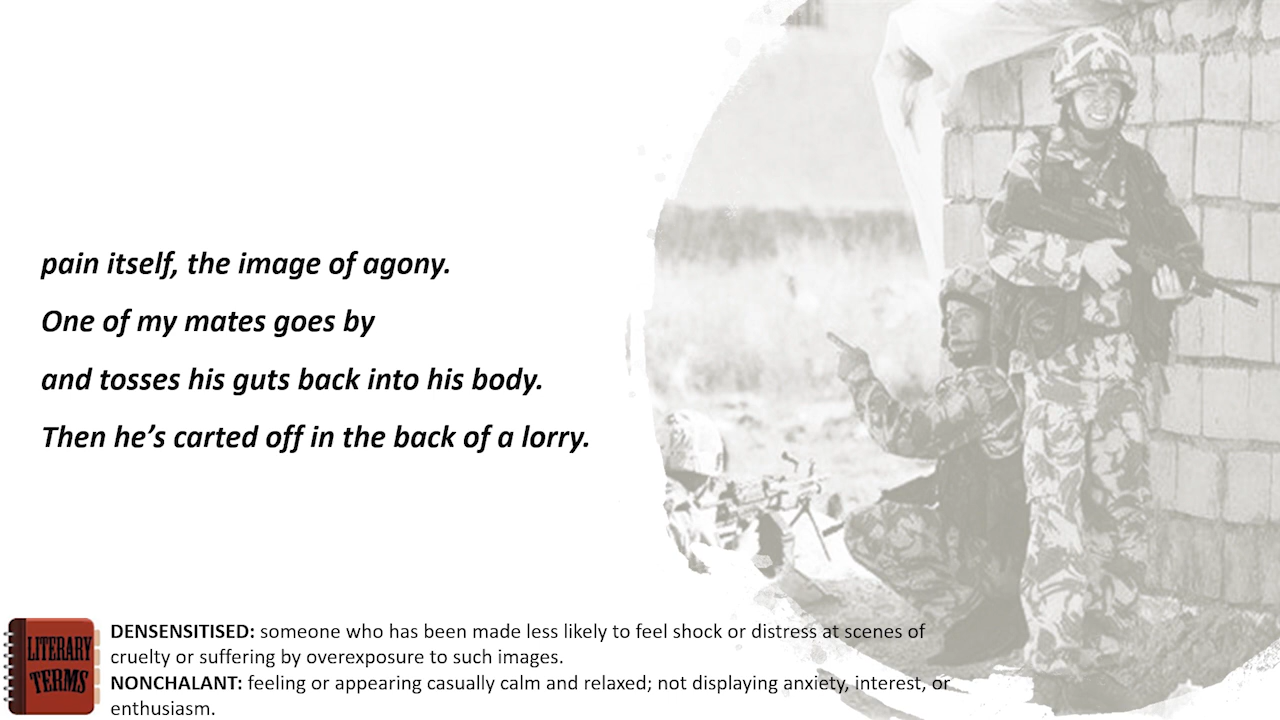 pain itself, the image of agony.
One of my mates goes by
and tosses his guts back into his body.
Then he’s carted off in the back of a lorry.
LITERARY
TERMS
DENSENSITISED: someone who has been made less likely to feel shock or distress at scenes of
cruelty or suffering by overexposure to such images.
NONCHALANT: feeling or appearing casually calm and relaxed; not displaying anxiety, interest, or
enthusiasm.